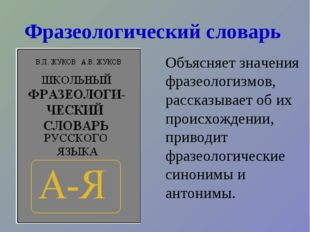 Фразеологический словарь
В.П. ЖУКОВ А.В. ЖУКОВ
ШКОЛЬНЫЙ
ФРАЗЕОЛОГИ-
ЧЕСКИЙ
СЛОВАРЬ
РУССКОГО
ЯЗЫКА
А-Я
Объясняет значения
фразеологизмов,
рассказывает об их
происхождении,
приводит
фразеологические
синонимы и
антонимы.